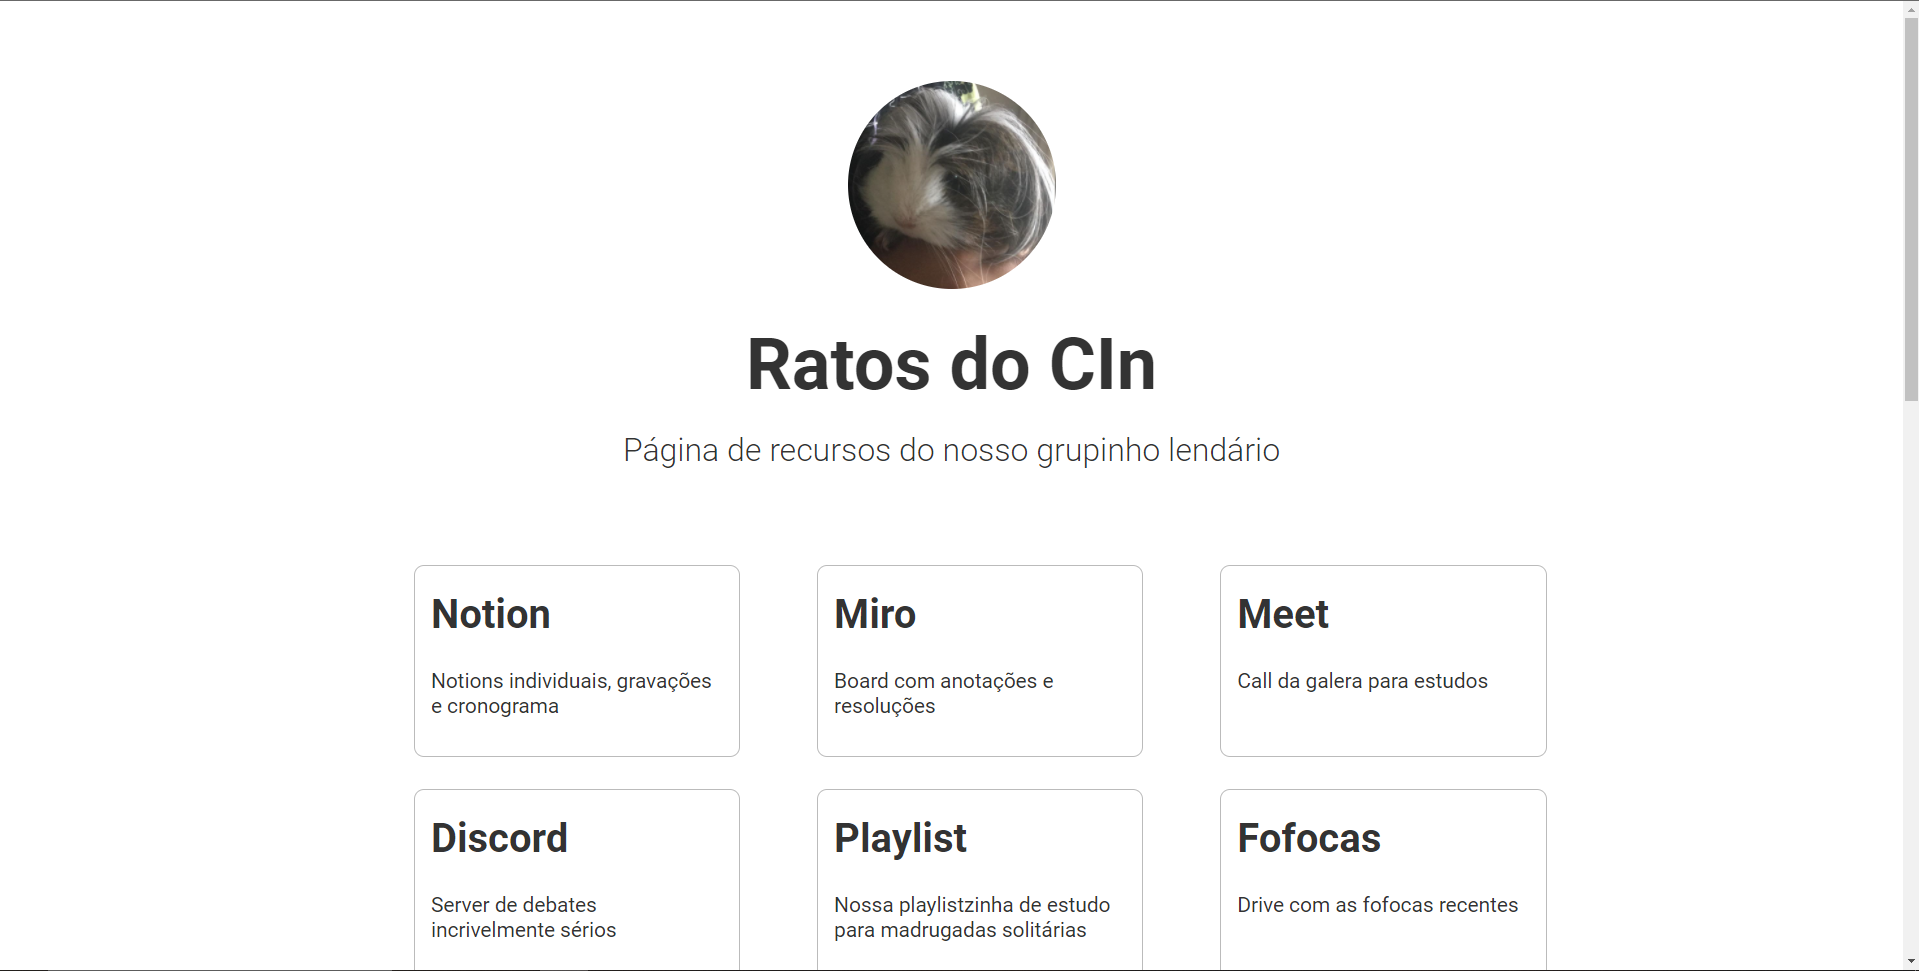 Ratos do CIn
Página de recursos do nosso grupinho lendário
Notion
Notions individuais, gravações
e cronograma
Miro
Board com anotações e
resoluções
Meet
Call da galera para estudos
Discord
Server de debates
incrivelmente sérios
Playlist
Nossa playlistzinha de estudo
para madrugadas solitárias
Fofocas
Drive com as fofocas recentes